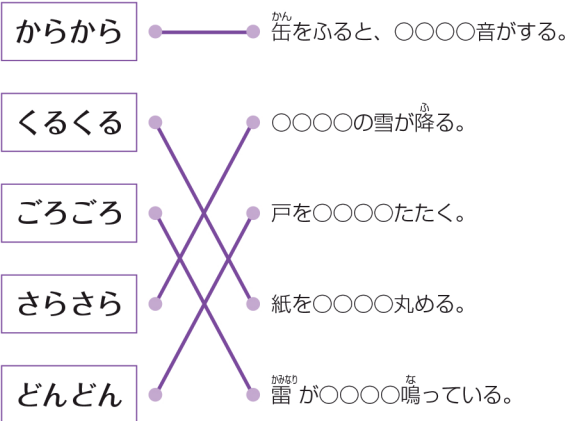 からから
缶をふると、○○○○音がする。
くるくる
○○○○の雪が降る。
ごろごろ
戸を○○○○たたく。
さらさら
紙を○○○○丸める。
どんどん
雷が○○○○鳴っている。
かん
ふ
かみなり
な